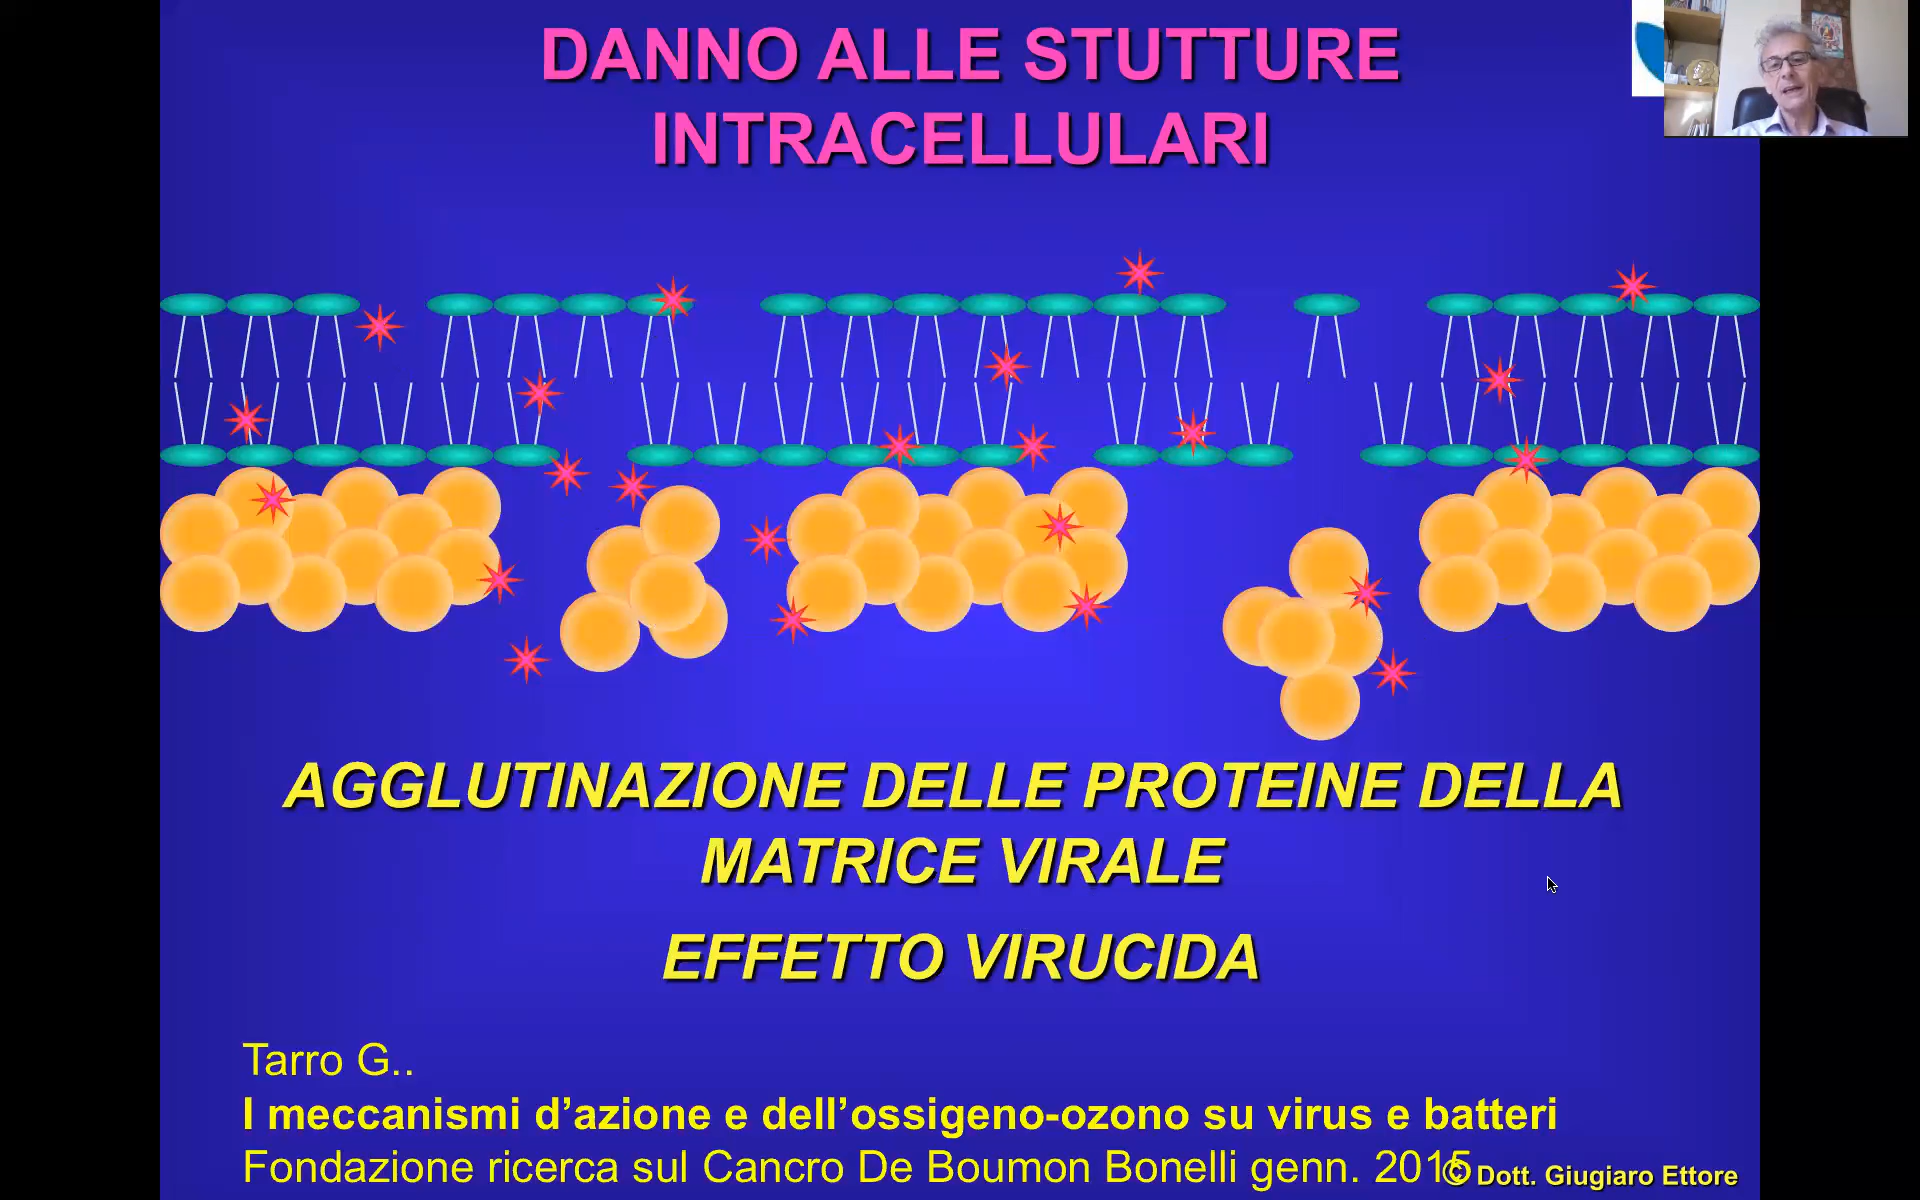 DANNO ALLE STUTTURE
INTRACELLULARI
AGGLUTINAZIONE DELLE PROTEINE DELLA
MATRICE VIRALE
EFFETTO VIRUCIDA
Tarro G..
I meccanismi d’azione e dell’ossigeno-ozono su virus e batteri
Fondazione ricerca sul Cancro De Boumon Bonelli genn. 2015
© Dott. Giugiaro Ettore